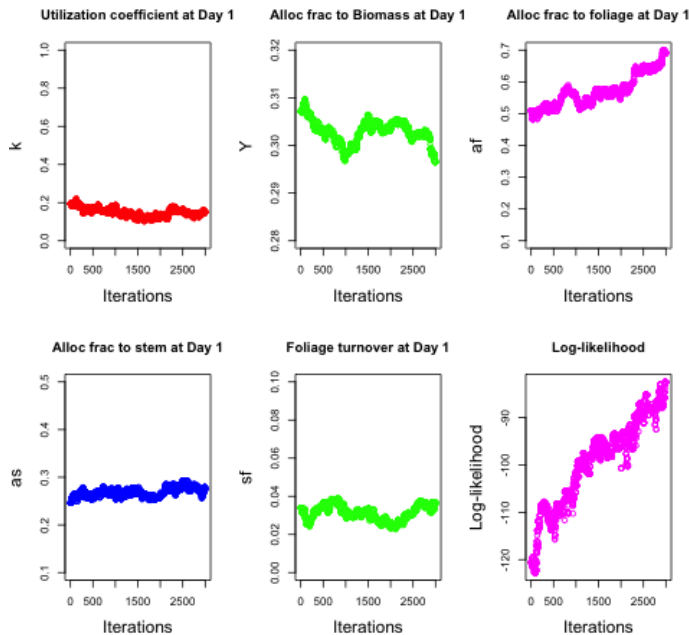 Utilization coefficient at Day 1
Alloc frac to Biomass at Day 1
Alloc frac to foliage at Day 1
k
0.0 0.2 0.4 0.6 0.8 1.0
0 500 2500
Iterations
Y
0.28 0.29 0.30 0.31 0.32
0 500 2500
Iterations
af
0.1 0.2 0.3 0.4 0.5 0.6 0.7
0 500 2500
Iterations
Alloc frac to stem at Day 1
Foliage turnover at Day 1
Log-likelihood
as
0.1 0.2 0.3 0.4 0.5
0 500 2500
Iterations
sf
0.00 0.02 0.04 0.06 0.08 0.10
0 500 2500
Iterations
Log-likelihood
-120 -110 -100 -90
0 500 2500
Iterations